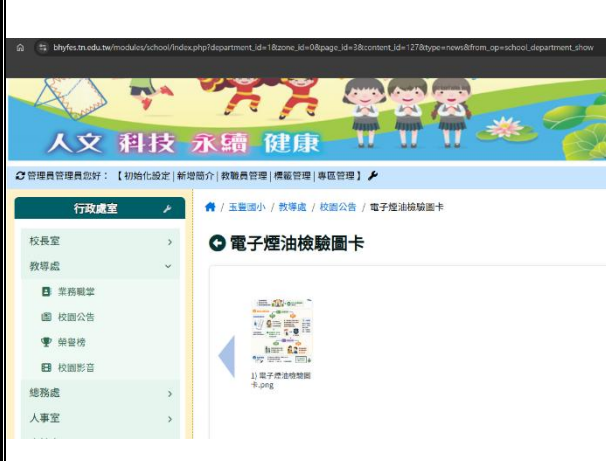 bhyfes.tn.edu.tw/modules/school/index.php?department_id=1&zone_id=0&page_id=3&content_id=127&type=news&from_op=school_department_show
人文 科技 永續 健康
管理員管理員您好：【初始化設定|新增簡介|教職員管理|標籤管理|專區管理】
行政處室
/ 玉豐國小 / 教導處 / 校園公告 / 電子煙油檢驗圖卡
校長室
電子煙油檢驗圖卡
教導處
業務職掌
校園公告
榮譽榜
校園影音
1) 電子煙油檢驗圖
卡.png
總務處
人事室